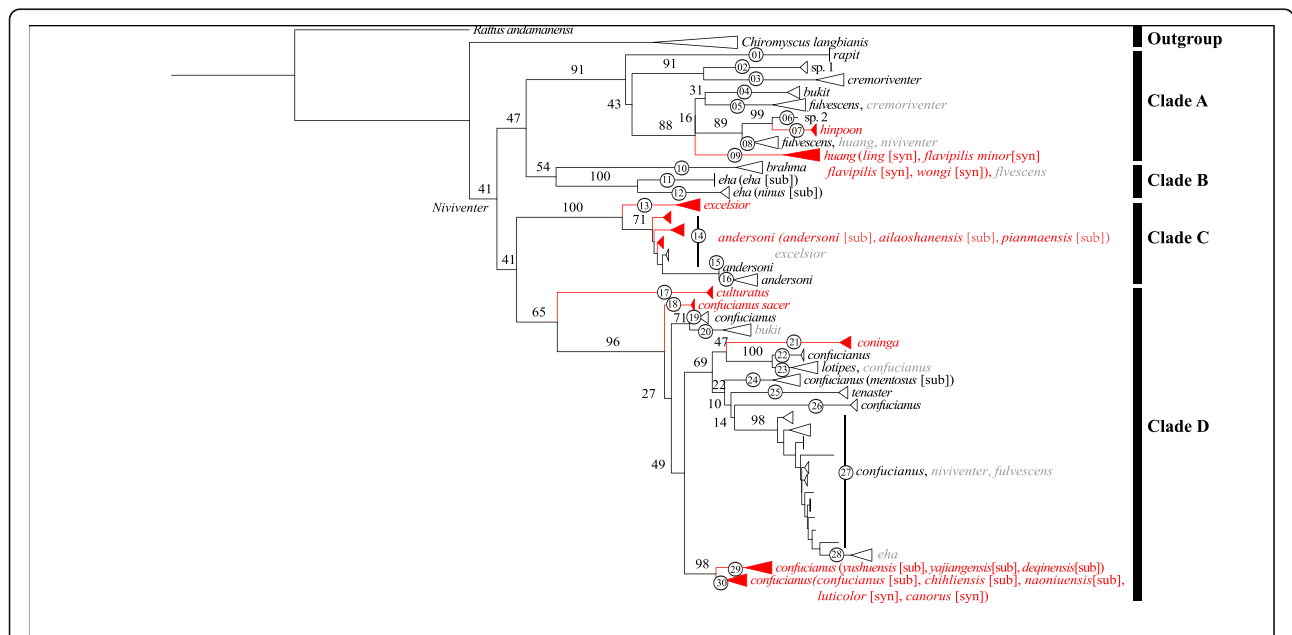 Rattus andamanensi
Outgroup
Chiromyscus langbianis
01
rapit
91
91
02
sp. 1
03
cremoriventer
Clade A
31
04
bukit
43
05
fulvescens, cremoriventer
16
99
06
sp. 2
47
88
89
07
hinpoon
08
fulvescens, huang, niviventer
09
huang (ling [syn], flavipilis minor[syn]
flavipilis [syn], wongi [syn]), flvescens
54
10
brahma
Clade B
100
11
eha (eha [sub])
41
12
eha (ninus [sub])
Niviventer
100
13
excelsior
71
14
andersoni (andersoni [sub], ailaoshanensis [sub], pianmaensis [sub])
Clade C
excelsior
41
15
andersoni
16
andersoni
17
culturatus
18
confucianus sacer
65
71
19
confucianus
20
bukit
96
47
21
coninga
100
22
confucianus
69
23
lotipes, confucianus
22
24
confucianus (mentosus [sub])
27
25
tenaster
10
26
confucianus
14
98
Clade D
49
27
confucianus, niviventer, fulvescens
28
eha
98
29
confucianus (yushuensis [sub], yajiangensis[sub], deqinensis[sub])
30
confucianus(confucianus [sub], chihliensis [sub], naoniuensis[sub],
luticolor [syn], canorus [syn])